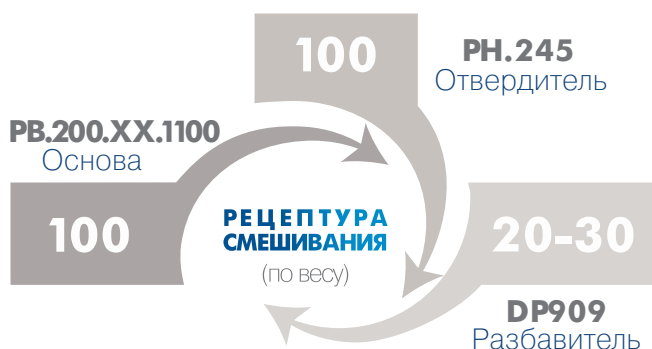 100
PH.245
Отвердитель
PB.200.XX.1100
Основа
100
РЕЦЕПТУРА
СМЕШИВАНИЯ
(по весу)
20-30
DP909
Разбавитель